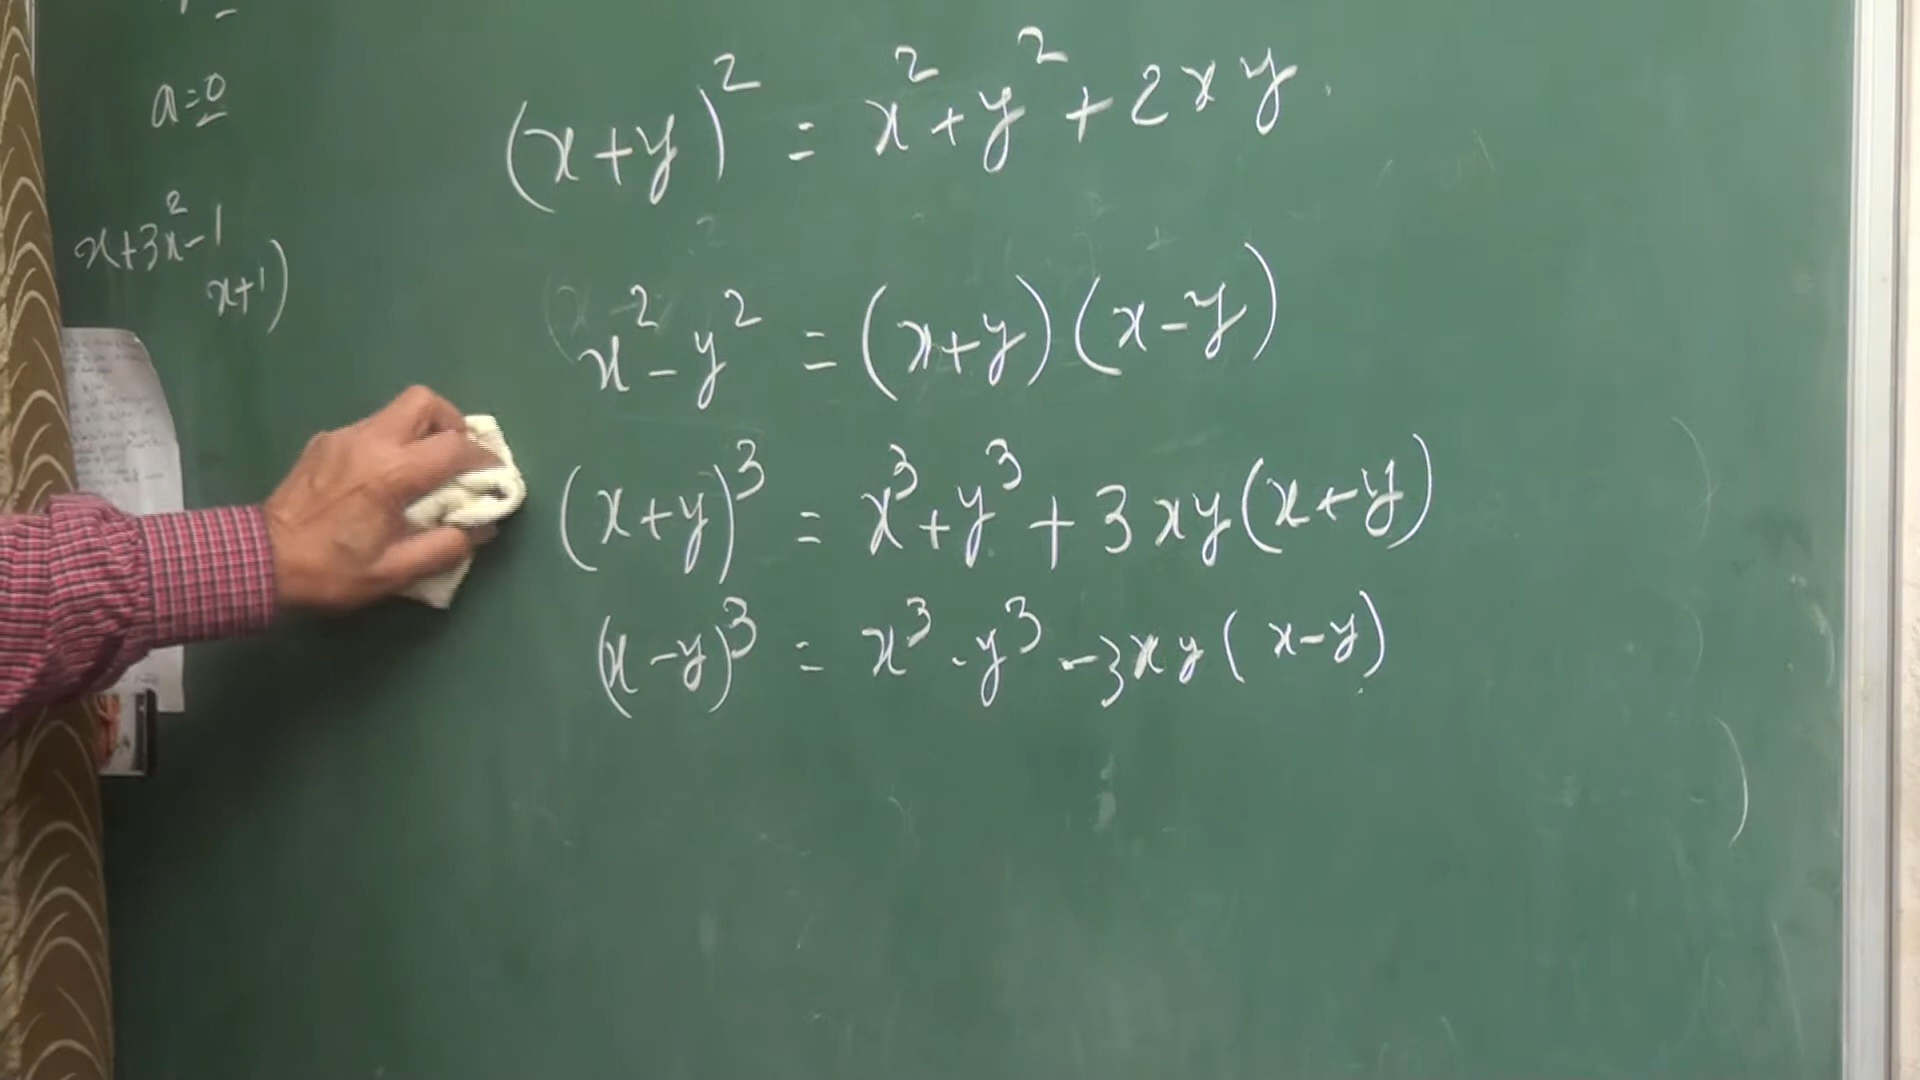 a=0
x+3x²-1
x+1)
(x+y)² = x²+y²+2xy.
x²-y² = (x+y)(x-y)
(x+y)³ = x³+y³+3xy(x+y)
(x-y)³ = x³-y³-3xy(x-y)